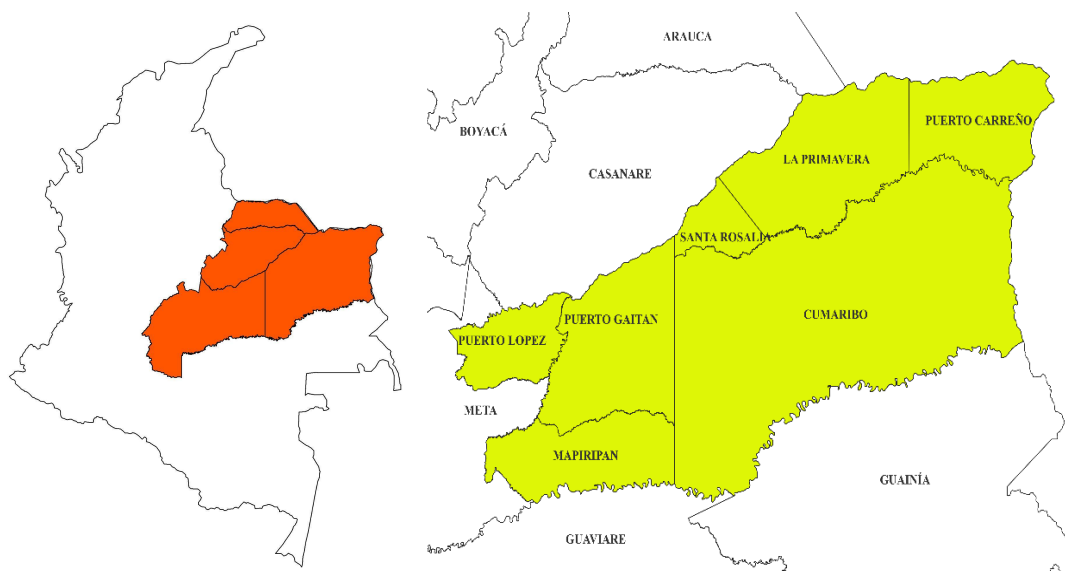 ARAUCA
PUERTO CARREÑO
BOYACÁ
LA PRIMAVERA
CASANARE
SANTA ROSALIA
CUMARIBO
PUERTO GAITAN
PUERTO LOPEZ
META
MAPIRIPAN
GUAINÍA
GUAVIARE